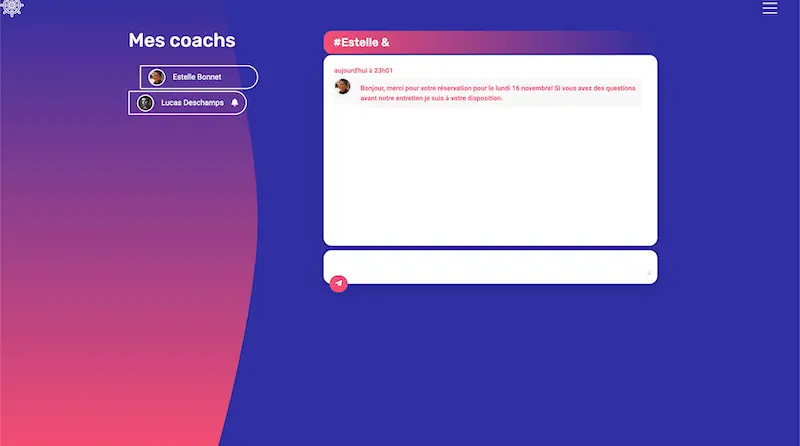 Mes coachs
Estelle Bonnet
Lucas Deschamps
#Estelle &
aujourd'hui à 23h01
Bonjour, merci pour votre réservation pour le lundi 16 novembre! Si vous avez des questions
avant notre entretien je suis à votre disposition.